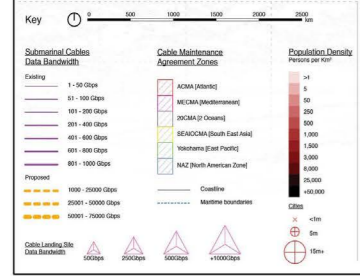 Key
0 500 1000 1500 2000 2500
km
Submarinal Cables
Data Bandwidth
Existing
1 - 50 Gbps
51 - 100 Gbps
101 - 200 Gbps
201 - 400 Gbps
401 - 600 Gbps
601 - 800 Gbps
801 - 1000 Gbps
Proposed
1000 - 25000 Gbps
25001 - 50000 Gbps
50001 - 75000 Gbps
Cable Landing Site
Data Bandwidth
50Gbps
250Gbps
500Gbps
+1000Gbps
Cable Maintenance
Agreement Zones
ACMA [Atlantic]
MECMA [Mediterranean]
2OCMA [2 Oceans]
SEAIOCMA [South East Asia]
Yokohama [East Pacific]
NAZ [North American Zone]
Coastline
Maritime boundaries
Population Density
Persons per Km²
>1
5
50
250
500
1,000
1,500
3,000
8,000
25,000
+50,000
Cities
<1m
5m
15m+